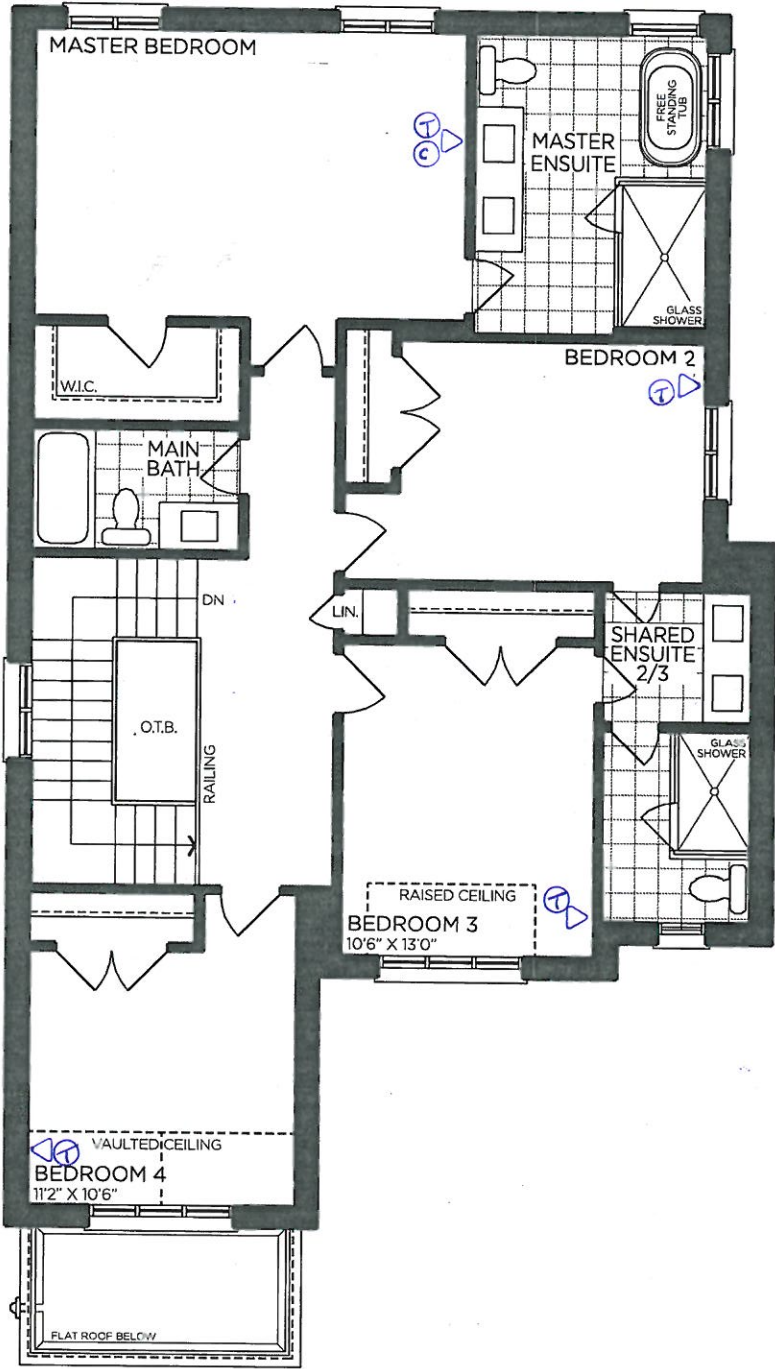 MASTER BEDROOM
FREE
STANDING
TUB
T
C
MASTER
ENSUITE
GLASS
SHOWER
BEDROOM 2
T
W.I.C.
MAIN
BATH
DN
LIN.
SHARED
ENSUITE
2/3
O.T.B.
RAILING
GLASS
SHOWER
RAISED CEILING
T
BEDROOM 3
10'6" X 13'0"
VAULTED CEILING
T
BEDROOM 4
11'2" X 10'6"
FLAT ROOF BELOW